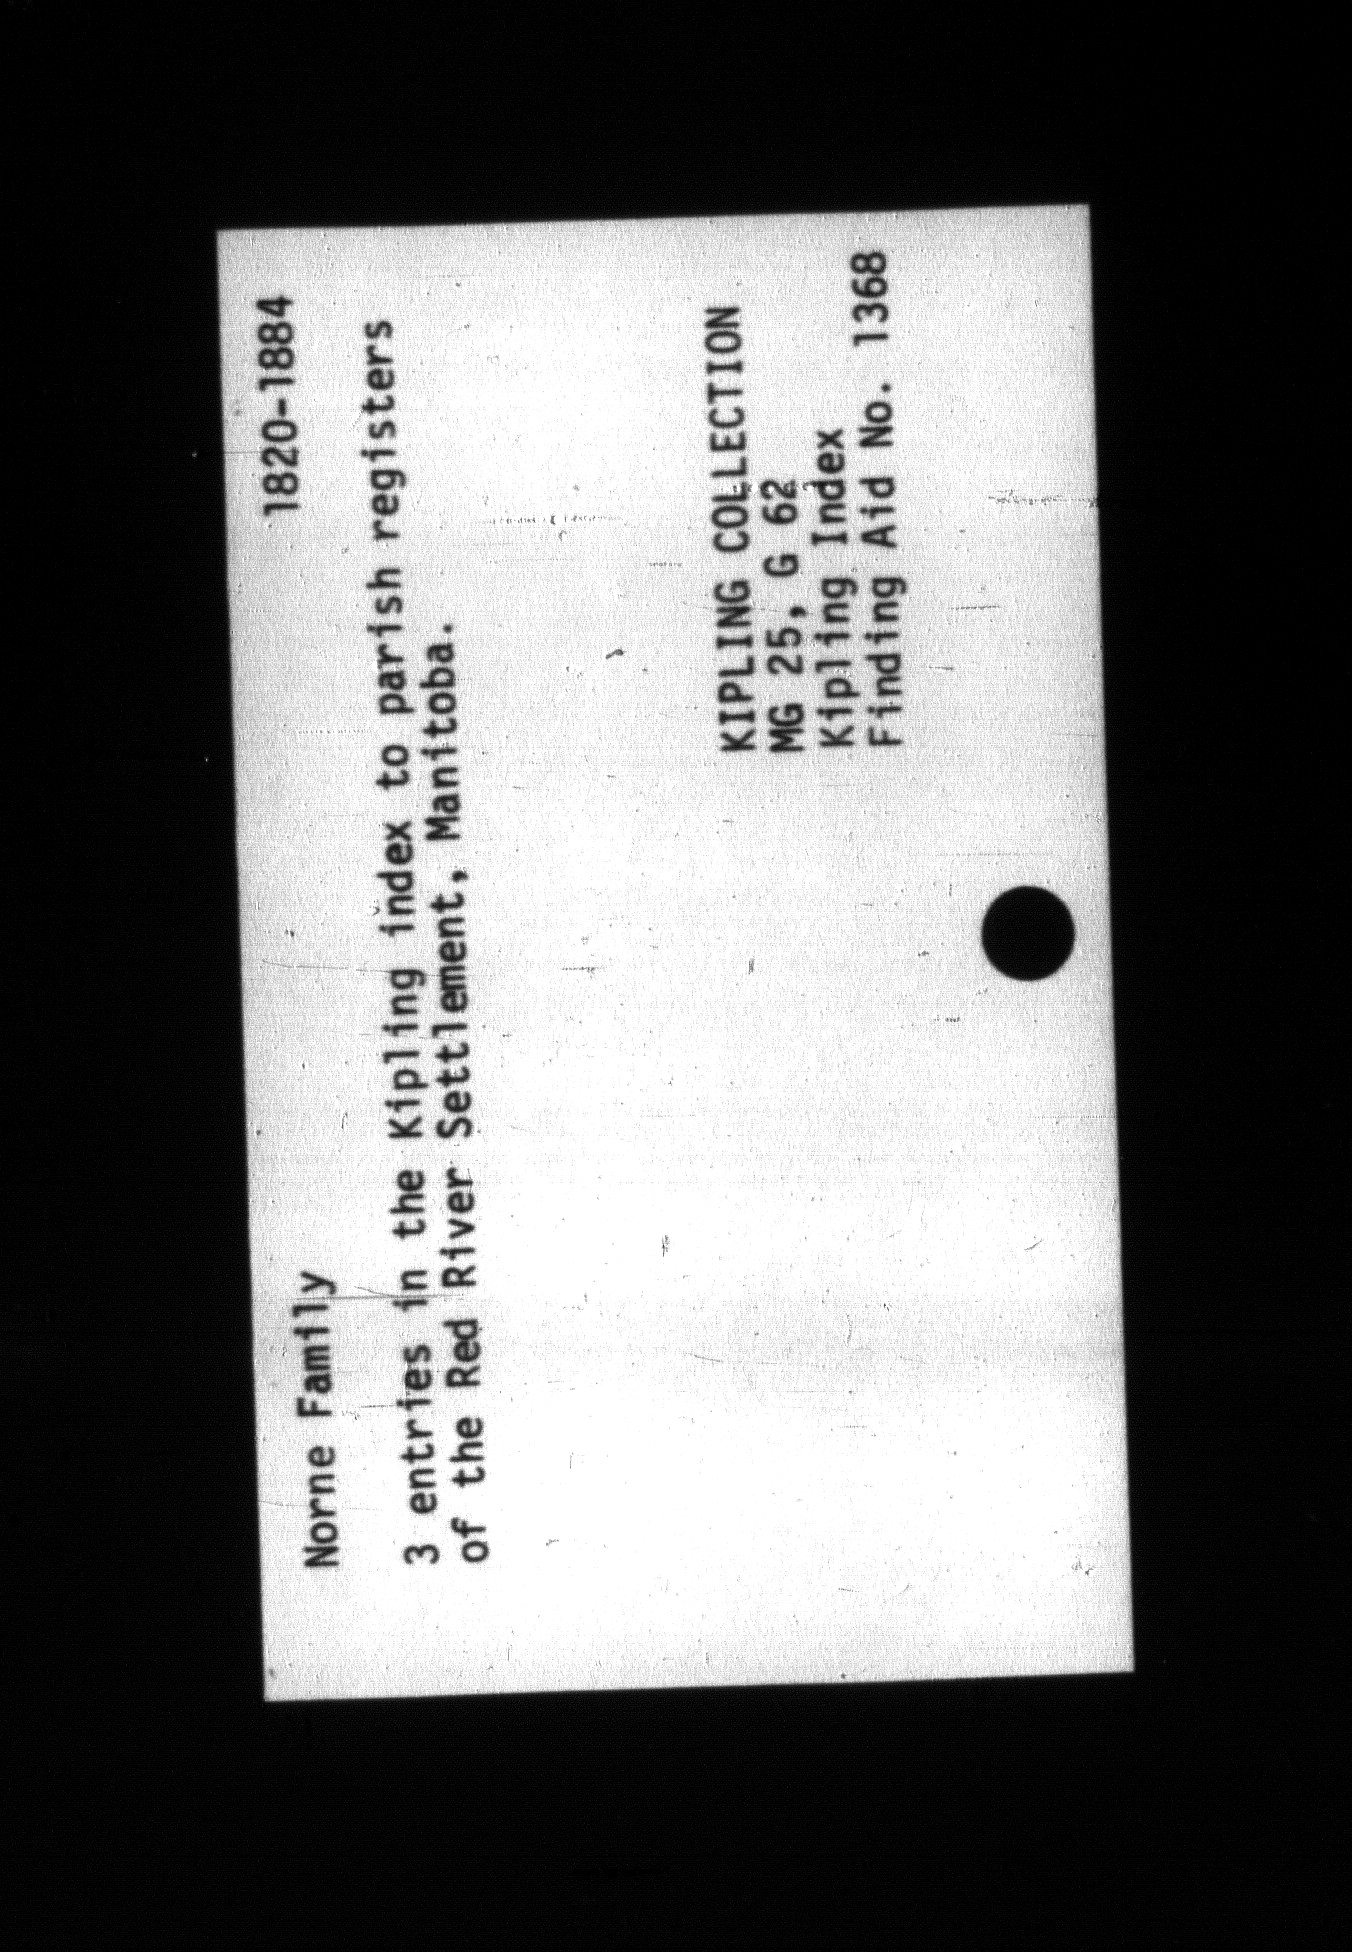 Norne Family 1820-1884
3 entries in the Kipling index to parish registers
of the Red River Settlement, Manitoba.
KIPLING COLLECTION
MG 25, G 62
Kipling Index
Finding Aid No. 1368